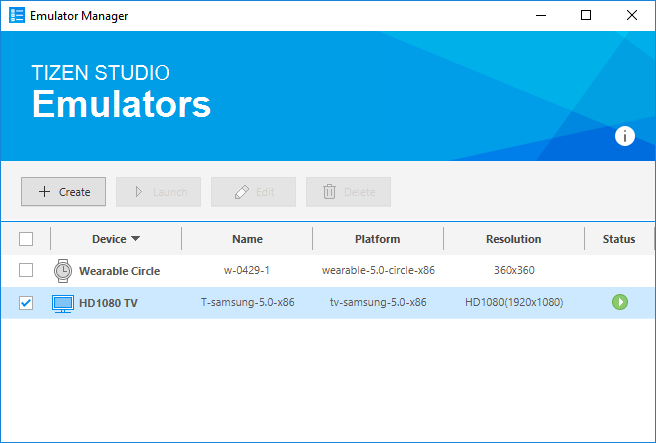 Emulator Manager
TIZEN STUDIO
Emulators
i
Create Launch Edit Delete
Device Name Platform Resolution Status
Wearable Circle w-0429-1 wearable-5.0-circle-x86 360x360
HD1080 TV T-samsung-5.0-x86 tv-samsung-5.0-x86 HD1080(1920x1080)